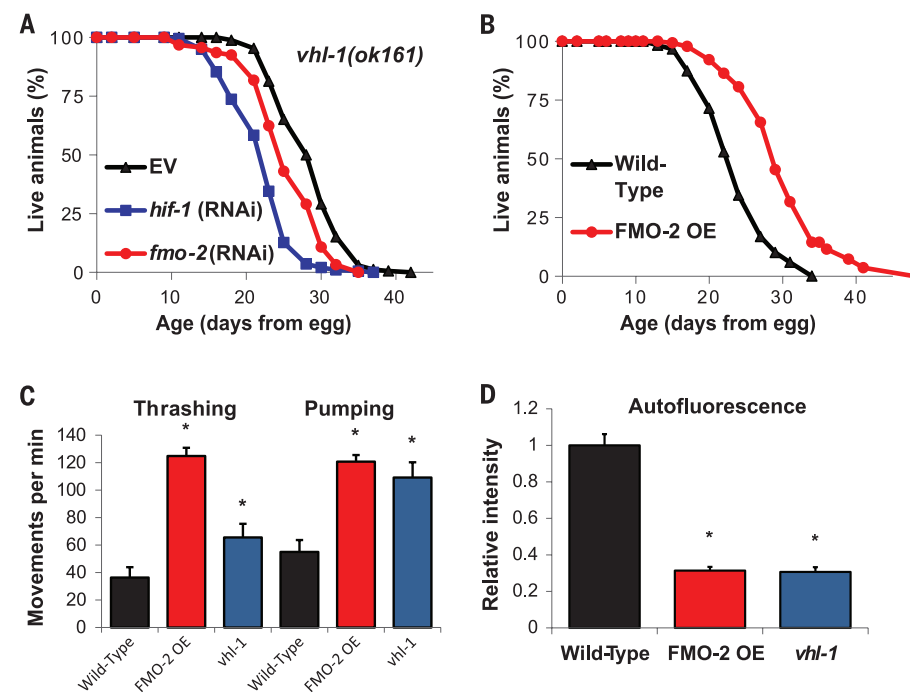 A
vhl-1(ok161)
Live animals (%)
100
75
50
25
0
EV
hif-1 (RNAi)
fmo-2 (RNAi)
0 10 20 30 40
Age (days from egg)
B
Live animals (%)
100
75
50
25
0
Wild-
Type
FMO-2 OE
0 10 20 30 40
Age (days from egg)
C
Thrashing Pumping
Movements per min
140
120
100
80
60
40
20
0
* * * *
Wild-Type FMO-2 OE vhl-1 Wild-Type FMO-2 OE vhl-1
D
Autofluorescence
Relative intensity
1.2
1
0.8
0.6
0.4
0.2
0
* *
Wild-Type FMO-2 OE vhl-1